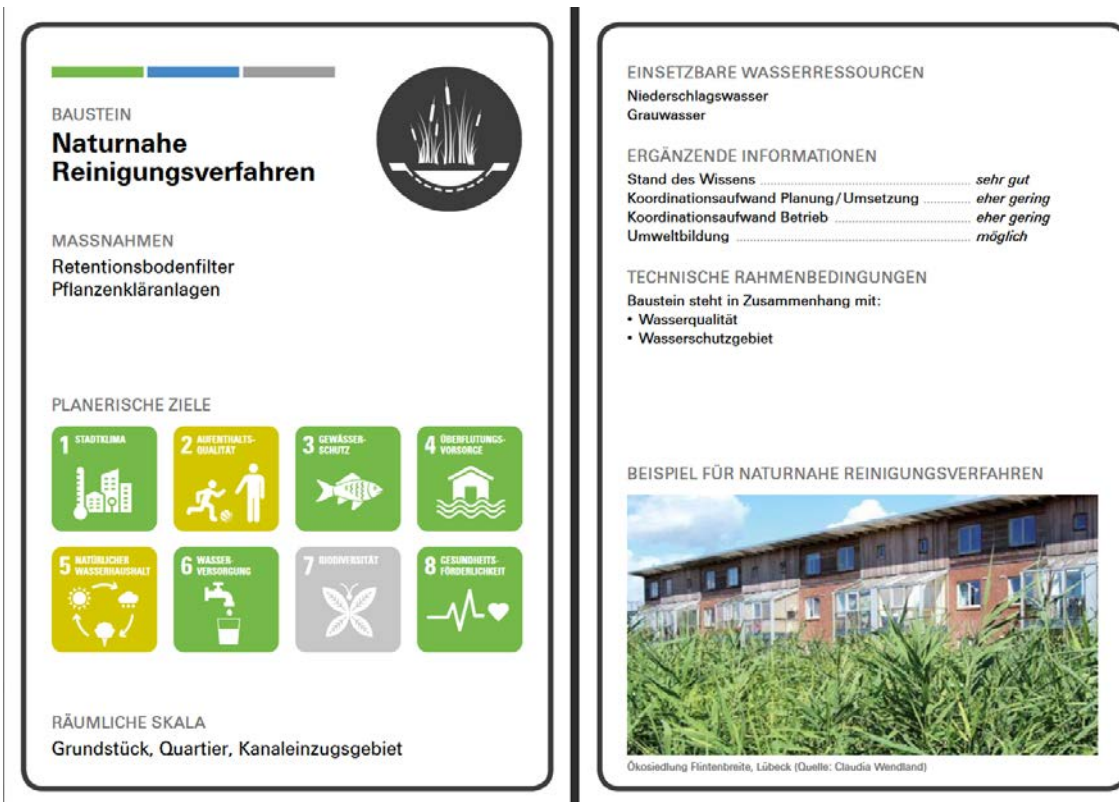 BAUSTEIN
Naturnahe
Reinigungsverfahren
MASSNAHMEN
Retentionsbodenfilter
Pflanzenkläranlagen
PLANERISCHE ZIELE
1 STADTKLIMA
2 AUFENTHALTS-
QUALITÄT
3 GEWÄSSER-
SCHUTZ
4 ÜBERFLUTUNGS-
VORSORGE
5 NATÜRLICHER
WASSERHAUSHALT
6 WASSER-
VERSORGUNG
7 BIODIVERSITÄT
8 GESUNDHEITS-
FÖRDERLICHKEIT
RÄUMLICHE SKALA
Grundstück, Quartier, Kanaleinzugsgebiet
EINSETZBARE WASSERRESSOURCEN
Niederschlagswasser
Grauwasser
ERGÄNZENDE INFORMATIONEN
Stand des Wissens ........ sehr gut
Koordinationsaufwand Planung/Umsetzung ........ eher gering
Koordinationsaufwand Betrieb ........ eher gering
Umweltbildung ........ möglich
TECHNISCHE RAHMENBEDINGUNGEN
Baustein steht in Zusammenhang mit:
• Wasserqualität
• Wasserschutzgebiet
BEISPIEL FÜR NATURNAHE REINIGUNGSVERFAHREN
Ökosiedlung Flintenbreite, Lübeck (Quelle: Claudia Wendland)